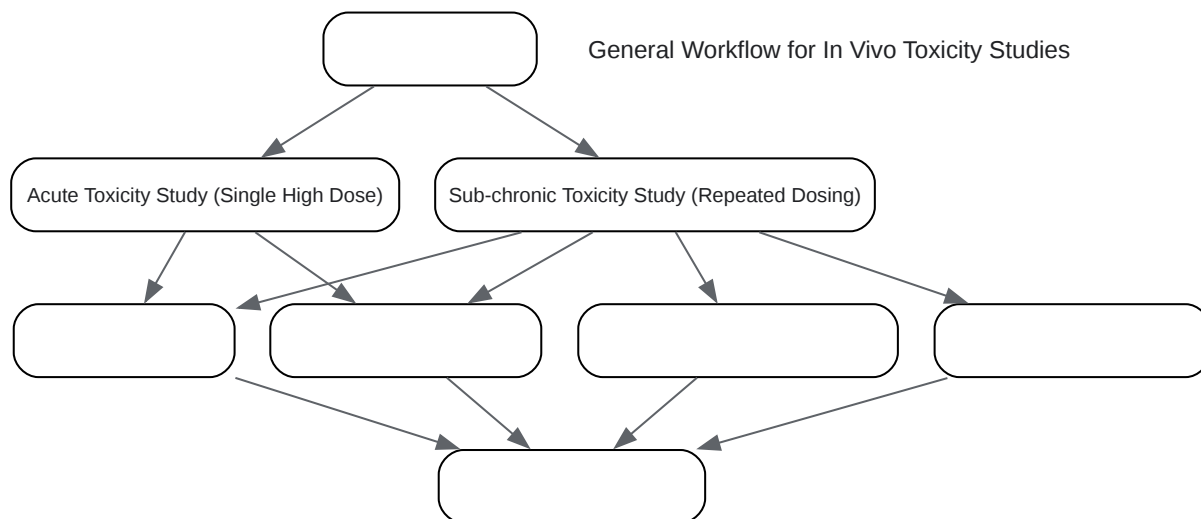 General Workflow for In Vivo Toxicity Studies
Acute Toxicity Study (Single High Dose)
Sub-chronic Toxicity Study (Repeated Dosing)